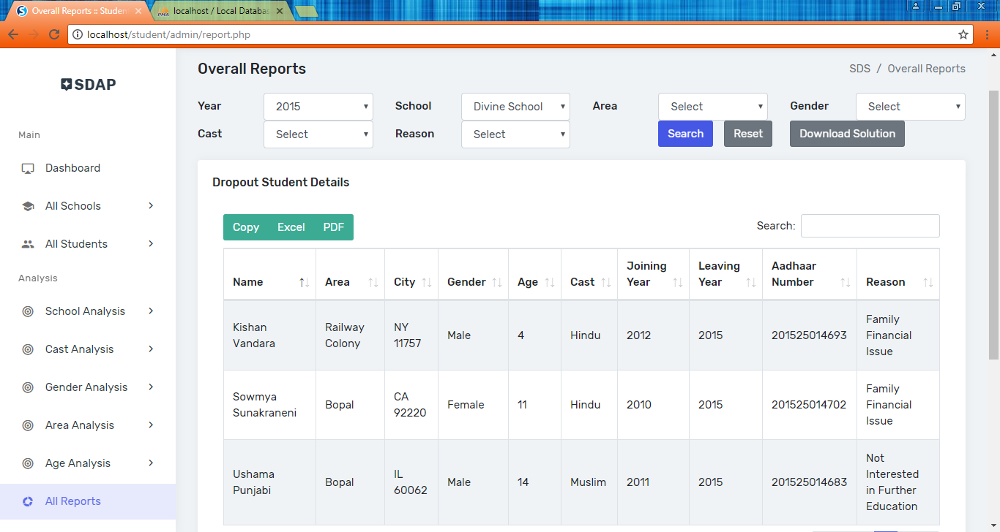 Overall Reports :: Studen
localhost / Local Databas
localhost/student/admin/report.php
SDAP
Overall Reports
SDS / Overall Reports
Year 2015 School Divine School Area Select Gender Select
Cast Select Reason Select Search Reset Download Solution
Main
Dashboard
All Schools
All Students
Analysis
School Analysis
Cast Analysis
Gender Analysis
Area Analysis
Age Analysis
All Reports
Dropout Student Details
Copy Excel PDF
Search:
Name Area City Gender Age Cast Joining Year Leaving Year Aadhaar Number Reason
Kishan Vandara Railway Colony NY 11757 Male 4 Hindu 2012 2015 201525014693 Family Financial Issue
Sowmya Sunakraneni Bopal CA 92220 Female 11 Hindu 2010 2015 201525014702 Family Financial Issue
Ushama Punjabi Bopal IL 60062 Male 14 Muslim 2011 2015 201525014683 Not Interested in Further Education